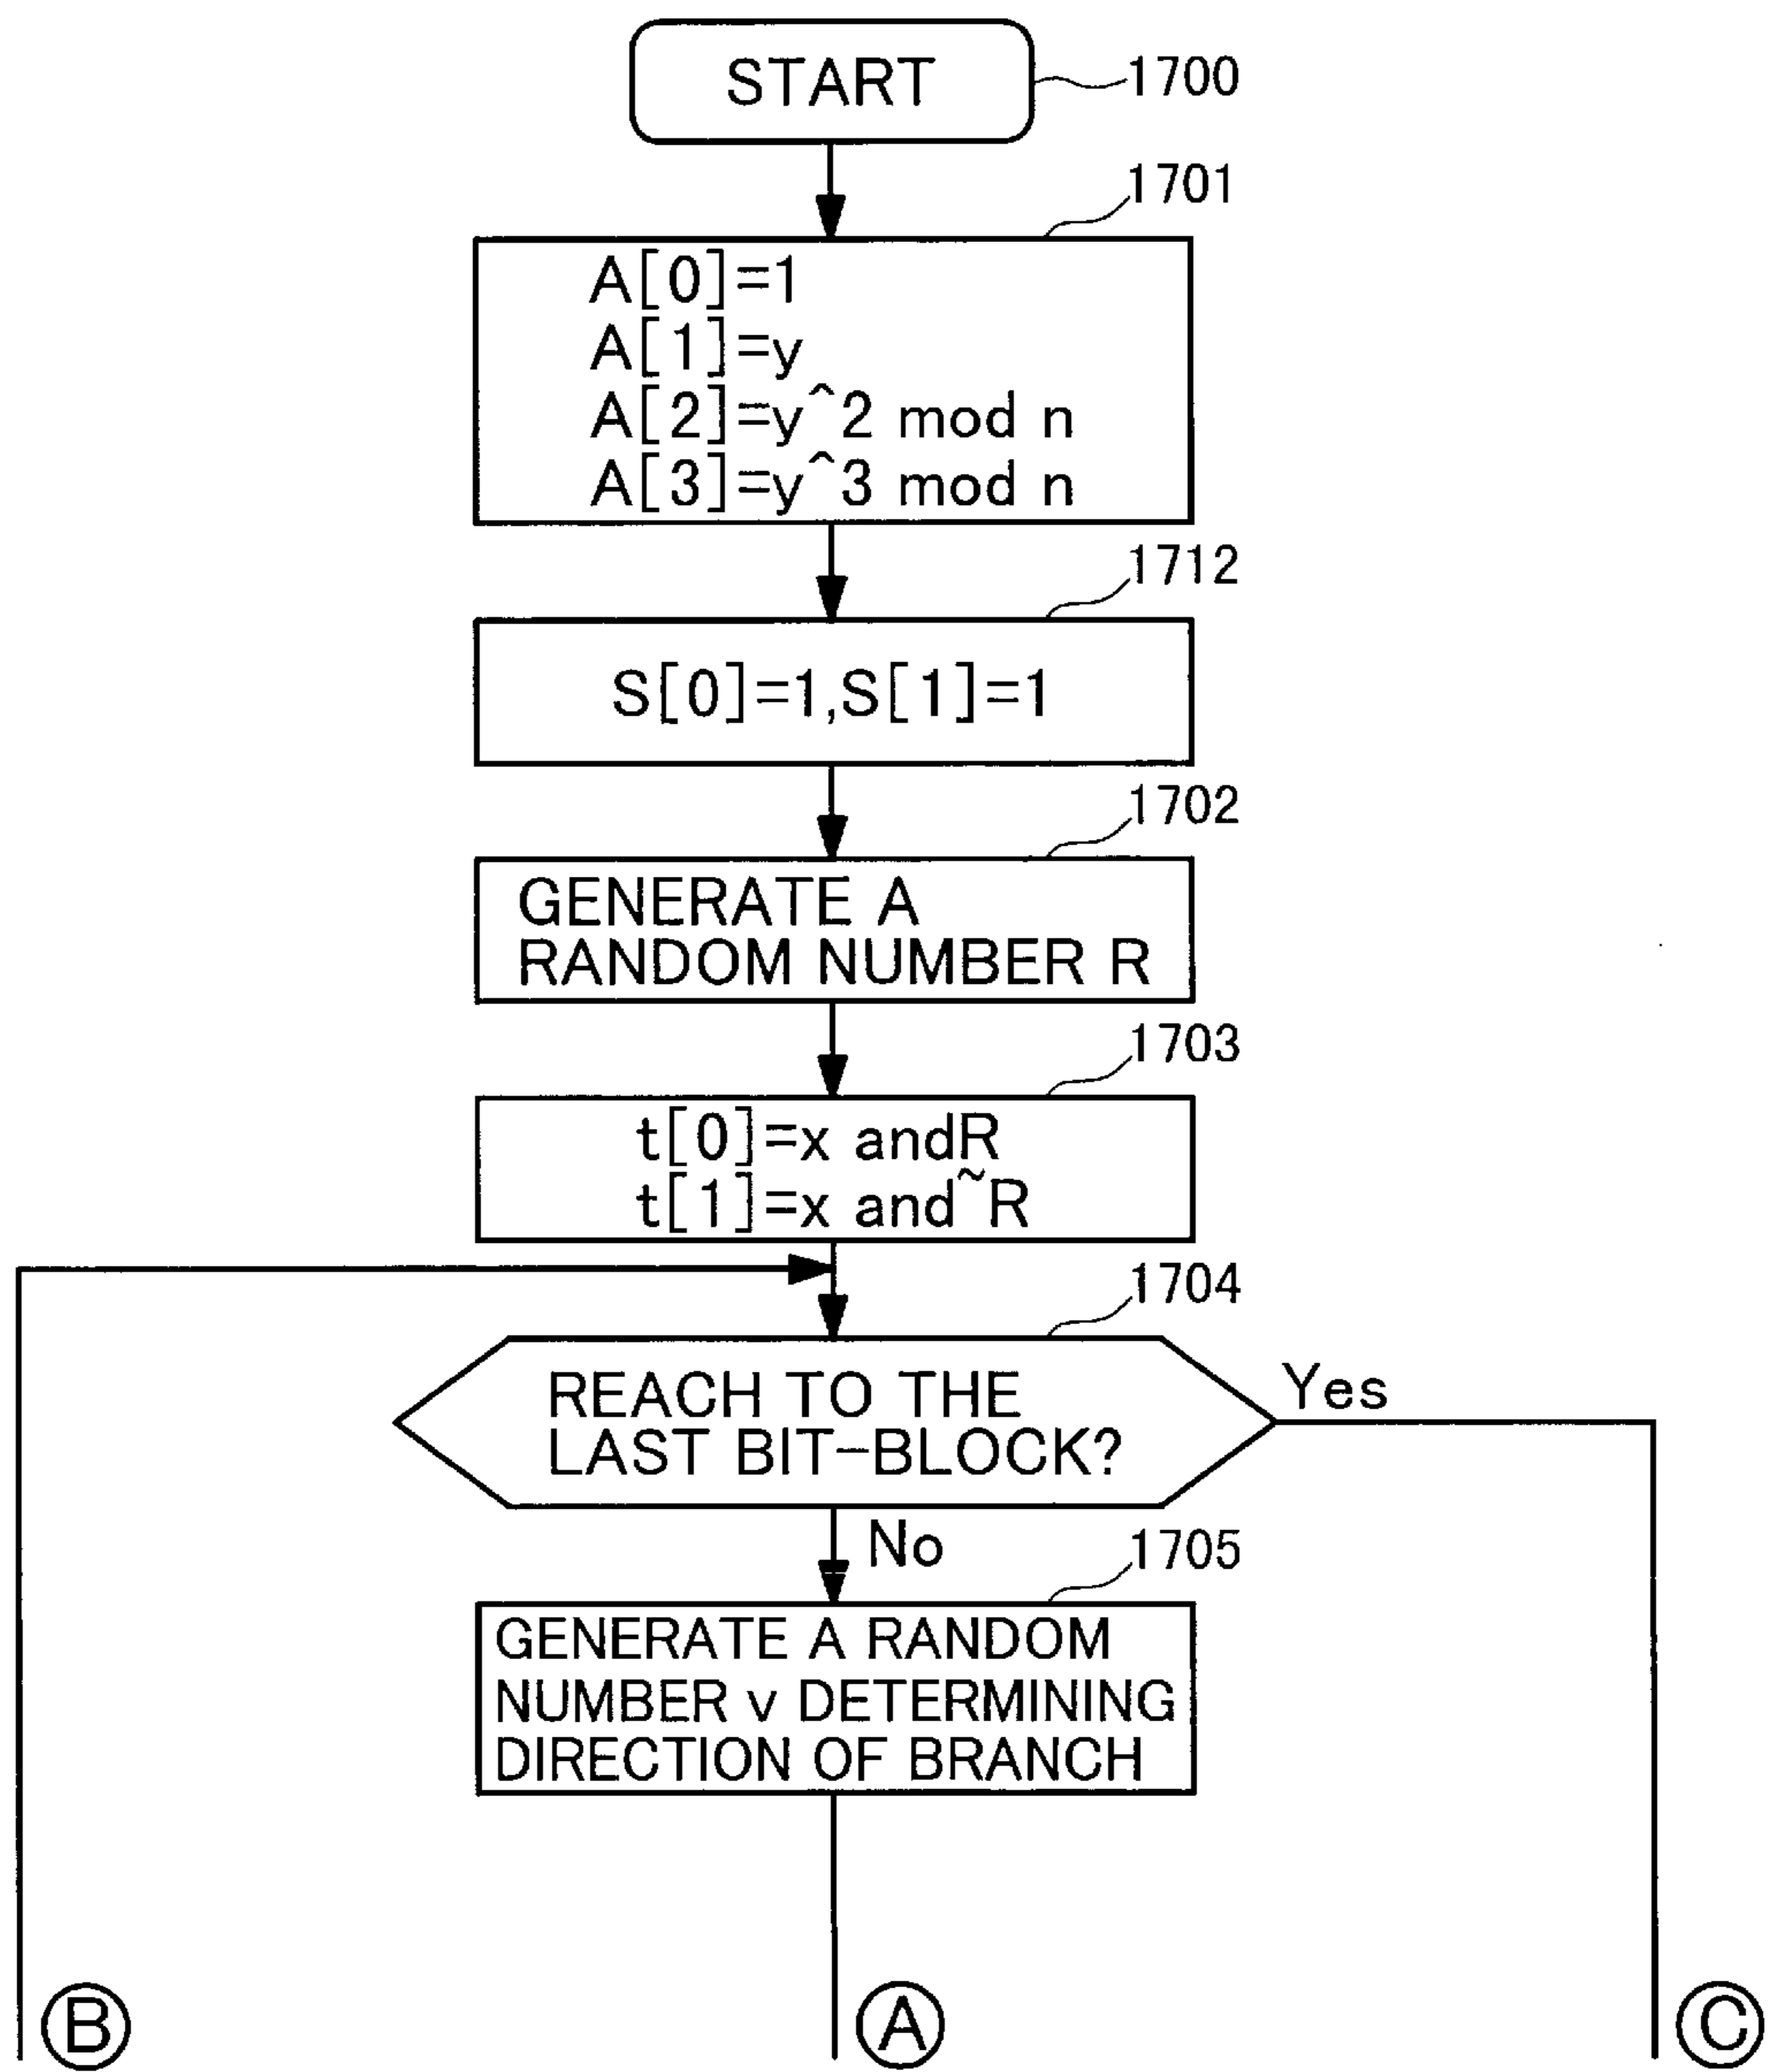 START
1700
1701
A[0]=1
A[1]=y
A[2]=y^2 mod n
A[3]=y^3 mod n
1712
S[0]=1,S[1]=1
1702
GENERATE A
RANDOM NUMBER R
1703
t[0]=x andR
t[1]=x and~R
1704
REACH TO THE
LAST BIT-BLOCK?
Yes
No
1705
GENERATE A RANDOM
NUMBER v DETERMINING
DIRECTION OF BRANCH
B
A
C